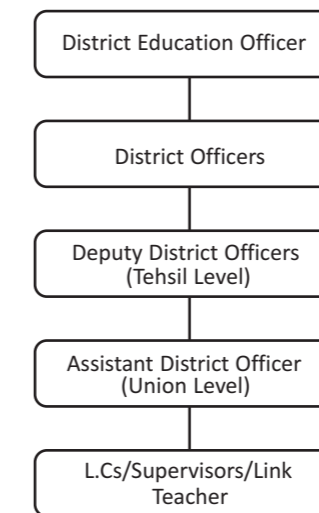 District Education Officer
District Officers
Deputy District Officers
(Tehsil Level)
Assistant District Officer
(Union Level)
L.Cs/Supervisors/Link
Teacher